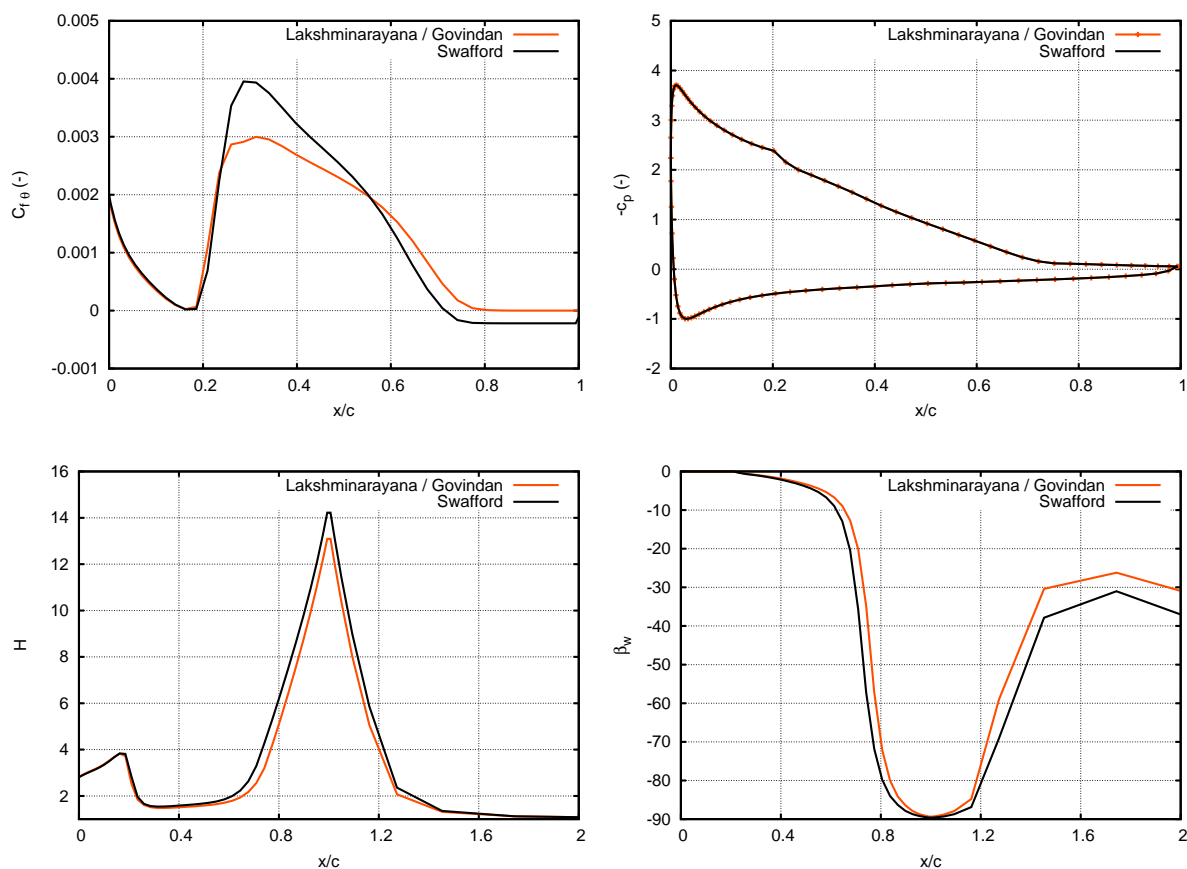 0.005
0.004
0.003
0.002
0.001
0
-0.001
0 0.2 0.4 0.6 0.8 1
C_{f θ} (-)
x/c
Lakshminarayana / Govindan
Swafford
5
4
3
2
1
0
-1
-2
0 0.2 0.4 0.6 0.8 1
-c_p (-)
x/c
Lakshminarayana / Govindan
Swafford
16
14
12
10
8
6
4
2
0 0.4 0.8 1.2 1.6 2
H
x/c
Lakshminarayana / Govindan
Swafford
0
-10
-20
-30
-40
-50
-60
-70
-80
-90
0 0.4 0.8 1.2 1.6 2
β_w
x/c
Lakshminarayana / Govindan
Swafford